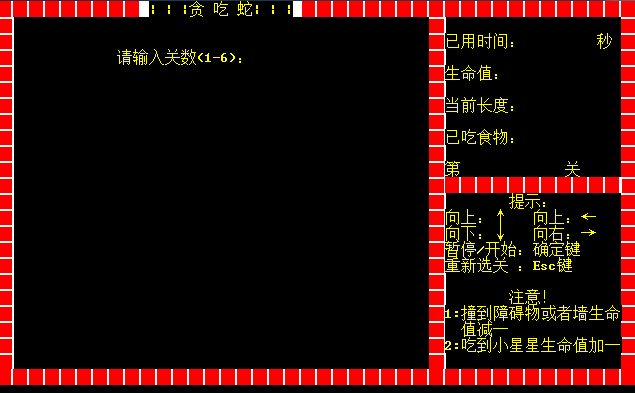 ¦ ¦ ¦贪 吃 蛇¦ ¦ ¦
请输入关数(1-6):
已用时间: 秒
生命值:
当前长度:
已吃食物:
第 关
提示:
向上: ↑ 向上: ←
向下: ↓ 向右: →
暂停/开始: 确定键
重新选关 : Esc键
注意!
1:撞到障碍物或者墙生命
值减一
2:吃到小星星生命值加一